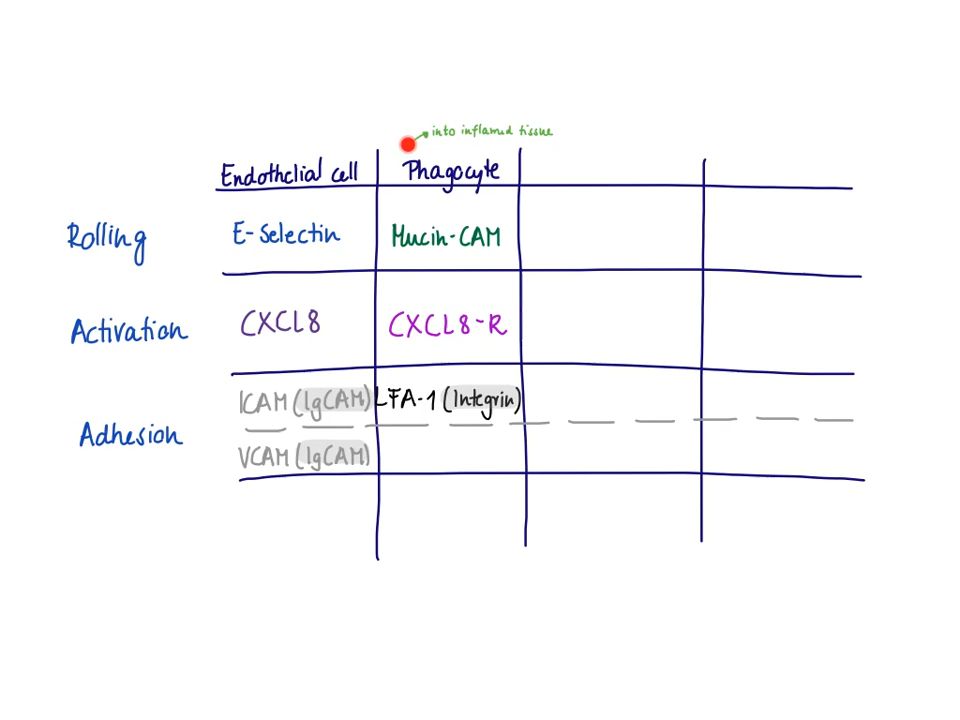 into inflamed tissue
Endothelial cell Phagocyte
Rolling E-Selectin Mucin-CAM
Activation CXCL8 CXCL8-R
Adhesion ICAM (IgCAM) LFA-1 (Integrin)
VCAM (IgCAM)